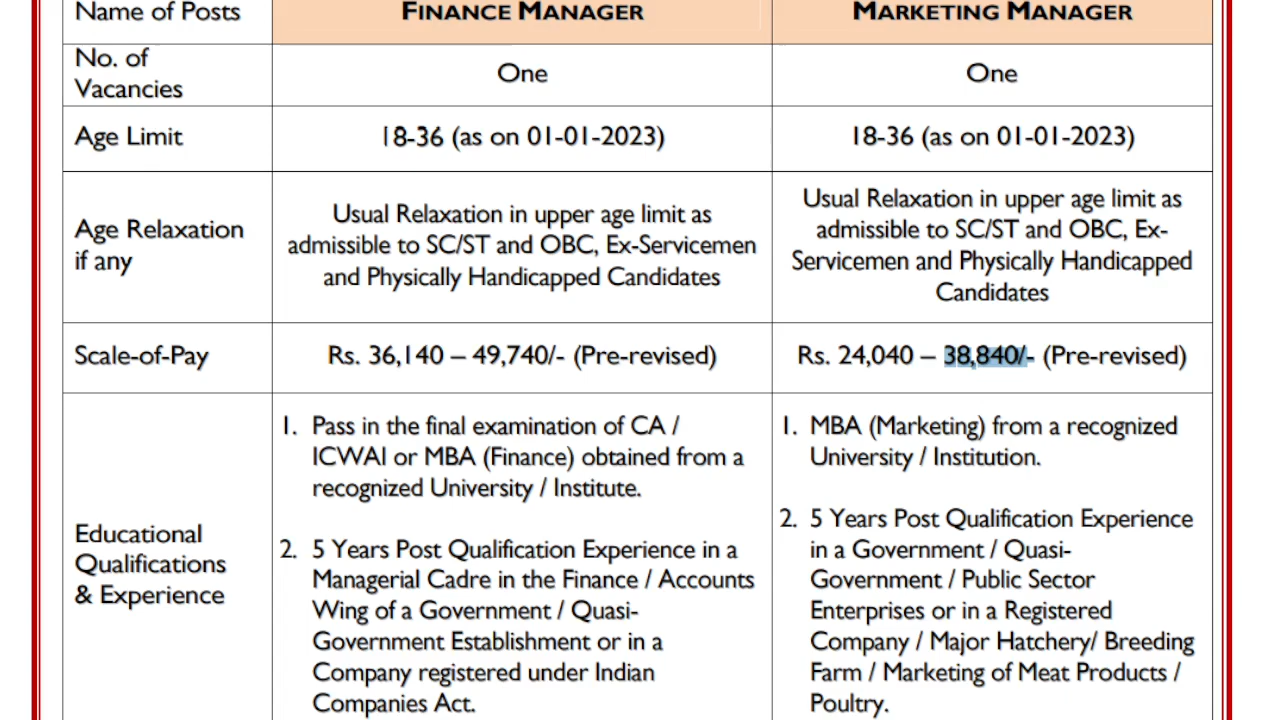 Name of Posts
FINANCE MANAGER
MARKETING MANAGER
No. of
Vacancies
One
One
Age Limit
18-36 (as on 01-01-2023)
18-36 (as on 01-01-2023)
Age Relaxation
if any
Usual Relaxation in upper age limit as
admissible to SC/ST and OBC, Ex-Servicemen
and Physically Handicapped Candidates
Usual Relaxation in upper age limit as
admissible to SC/ST and OBC, Ex-
Servicemen and Physically Handicapped
Candidates
Scale-of-Pay
Rs. 36,140 – 49,740/- (Pre-revised)
Rs. 24,040 – 38,840/- (Pre-revised)
Educational
Qualifications
& Experience
1. Pass in the final examination of CA /
ICWAI or MBA (Finance) obtained from a
recognized University / Institute.
2. 5 Years Post Qualification Experience in a
Managerial Cadre in the Finance / Accounts
Wing of a Government / Quasi-
Government Establishment or in a
Company registered under Indian
Companies Act.
1. MBA (Marketing) from a recognized
University / Institution.
2. 5 Years Post Qualification Experience
in a Government / Quasi-
Government / Public Sector
Enterprises or in a Registered
Company / Major Hatchery/ Breeding
Farm / Marketing of Meat Products /
Poultry.